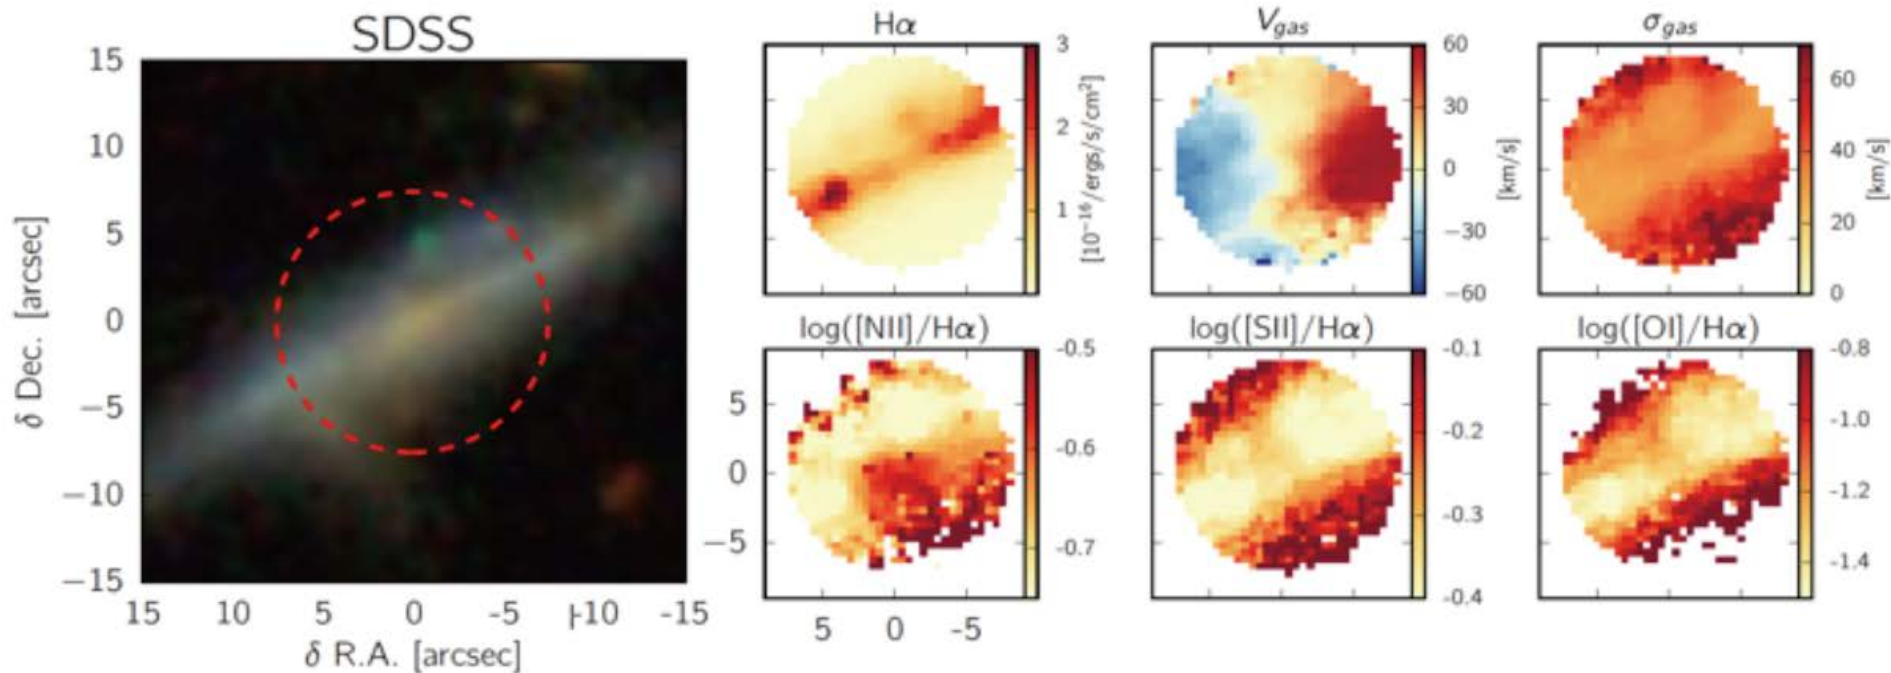 SDSS
15
10
5
0
−5
−10
−15
δ Dec. [arcsec]
15 10 5 0 -5 -10 -15
δ R.A. [arcsec]
Hα
3
2
1
[10⁻¹⁶/ergs/s/cm²]
V_gas
60
30
0
−30
−60
[km/s]
σ_gas
60
40
20
0
[km/s]
log([NII]/Hα)
5
0
−5
5 0 -5
-0.5
-0.6
-0.7
log([SII]/Hα)
-0.1
-0.2
-0.3
-0.4
log([OI]/Hα)
-0.8
-1.0
-1.2
-1.4